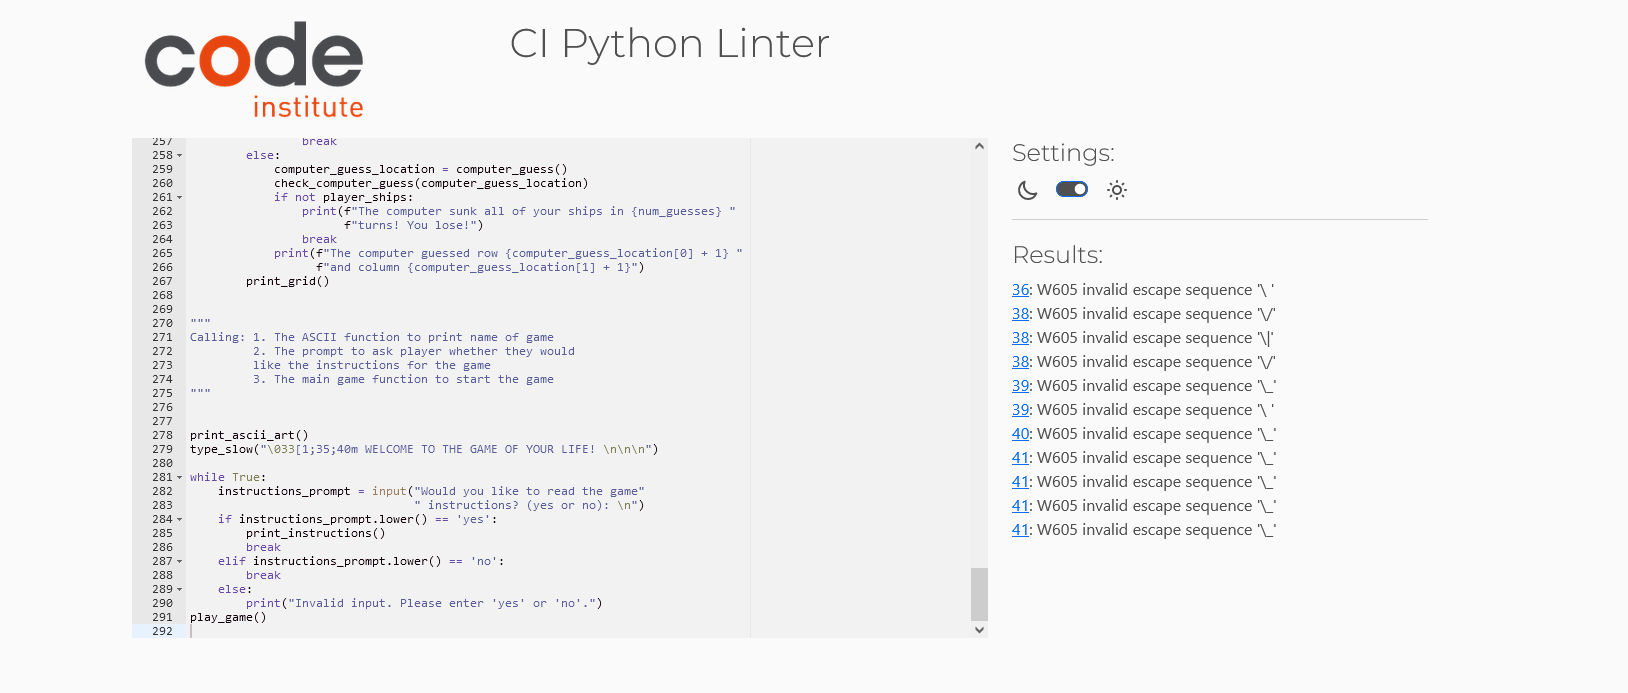 code
institute
CI Python Linter
257                 break
258         else:
259             computer_guess_location = computer_guess()
260             check_computer_guess(computer_guess_location)
261             if not player_ships:
262                 print(f"The computer sunk all of your ships in {num_guesses} "
263                       f"turns! You lose!")
264                 break
265             print(f"The computer guessed row {computer_guess_location[0] + 1} "
266                   f"and column {computer_guess_location[1] + 1}")
267         print_grid()
268
269
270 """
271 Calling: 1. The ASCII function to print name of game
272          2. The prompt to ask player whether they would
273          like the instructions for the game
274          3. The main game function to start the game
275 """
276
277
278 print_ascii_art()
279 type_slow("\033[1;35;40m WELCOME TO THE GAME OF YOUR LIFE! \n\n\n")
280
281 while True:
282     instructions_prompt = input("Would you like to read the game"
283                                 " instructions? (yes or no): \n")
284     if instructions_prompt.lower() == 'yes':
285         print_instructions()
286         break
287     elif instructions_prompt.lower() == 'no':
288         break
289     else:
290         print("Invalid input. Please enter 'yes' or 'no'.")
291 play_game()
292
Settings:
Results:
36: W605 invalid escape sequence '\ '
38: W605 invalid escape sequence '\/'
38: W605 invalid escape sequence '\|'
38: W605 invalid escape sequence '\/'
39: W605 invalid escape sequence '\_'
39: W605 invalid escape sequence '\ '
40: W605 invalid escape sequence '\_'
41: W605 invalid escape sequence '\_'
41: W605 invalid escape sequence '\_'
41: W605 invalid escape sequence '\_'
41: W605 invalid escape sequence '\_'